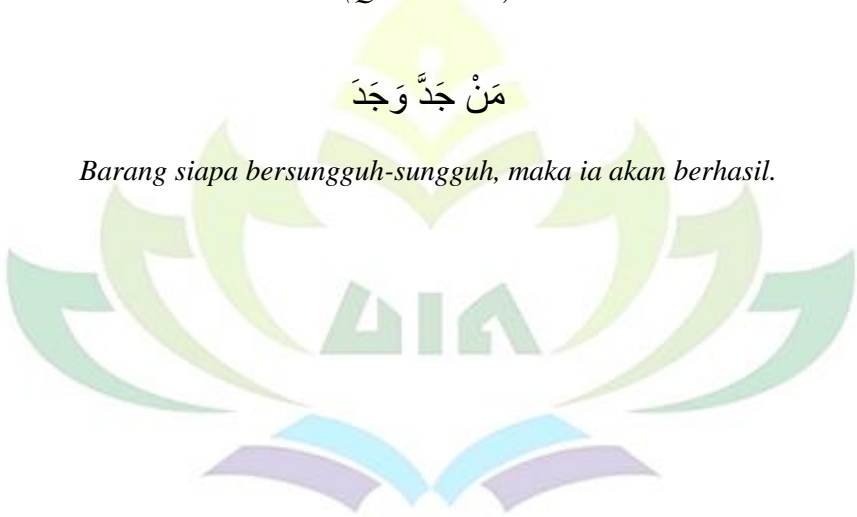 مَنْ جَدَّ وَجَدَ
Barang siapa bersungguh-sungguh, maka ia akan berhasil.